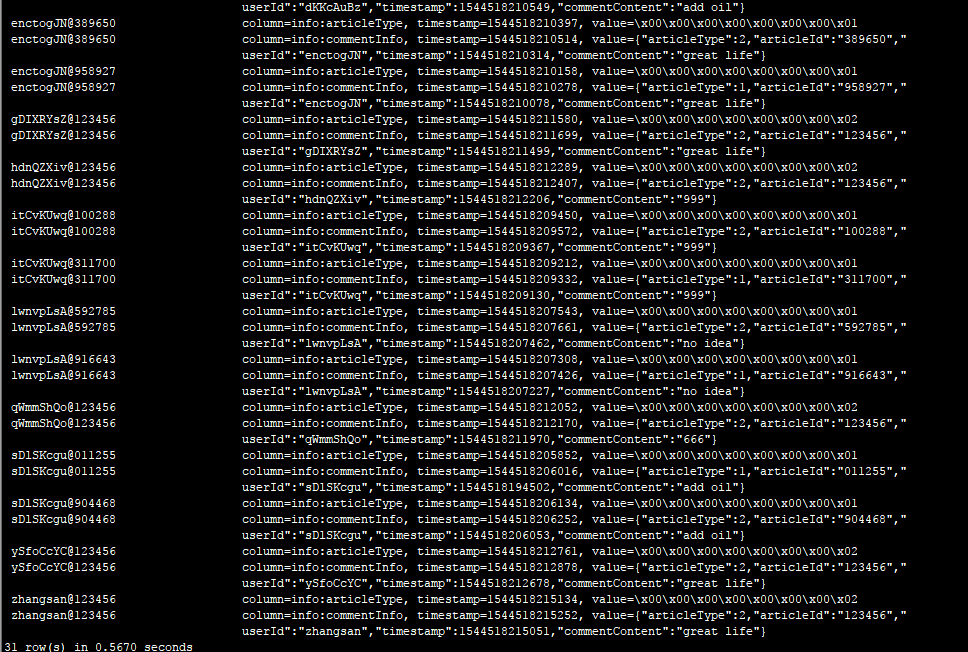 userId":"dKKcAuBz","timestamp":1544518210549,"commentContent":"add oil"}
enctogJN@389650 column=info:articleType, timestamp=1544518210397, value=\x00\x00\x00\x00\x00\x00\x00\x01
enctogJN@389650 column=info:commentInfo, timestamp=1544518210514, value={"articleType":2,"articleId":"389650","
userId":"enctogJN","timestamp":1544518210314,"commentContent":"great life"}
enctogJN@958927 column=info:articleType, timestamp=1544518210158, value=\x00\x00\x00\x00\x00\x00\x00\x01
enctogJN@958927 column=info:commentInfo, timestamp=1544518210278, value={"articleType":1,"articleId":"958927","
userId":"enctogJN","timestamp":1544518210078,"commentContent":"great life"}
gDIXRYsZ@123456 column=info:articleType, timestamp=1544518211580, value=\x00\x00\x00\x00\x00\x00\x00\x02
gDIXRYsZ@123456 column=info:commentInfo, timestamp=1544518211699, value={"articleType":2,"articleId":"123456","
userId":"gDIXRYsZ","timestamp":1544518211499,"commentContent":"great life"}
hdnQZXiv@123456 column=info:articleType, timestamp=1544518212289, value=\x00\x00\x00\x00\x00\x00\x00\x02
hdnQZXiv@123456 column=info:commentInfo, timestamp=1544518212407, value={"articleType":2,"articleId":"123456","
userId":"hdnQZXiv","timestamp":1544518212206,"commentContent":"999"}
itCvKUwq@100288 column=info:articleType, timestamp=1544518209450, value=\x00\x00\x00\x00\x00\x00\x00\x01
itCvKUwq@100288 column=info:commentInfo, timestamp=1544518209572, value={"articleType":2,"articleId":"100288","
userId":"itCvKUwq","timestamp":1544518209367,"commentContent":"999"}
itCvKUwq@311700 column=info:articleType, timestamp=1544518209212, value=\x00\x00\x00\x00\x00\x00\x00\x01
itCvKUwq@311700 column=info:commentInfo, timestamp=1544518209332, value={"articleType":1,"articleId":"311700","
userId":"itCvKUwq","timestamp":1544518209130,"commentContent":"999"}
lwnvpLsA@592785 column=info:articleType, timestamp=1544518207543, value=\x00\x00\x00\x00\x00\x00\x00\x01
lwnvpLsA@592785 column=info:commentInfo, timestamp=1544518207661, value={"articleType":2,"articleId":"592785","
userId":"lwnvpLsA","timestamp":1544518207462,"commentContent":"no idea"}
lwnvpLsA@916643 column=info:articleType, timestamp=1544518207308, value=\x00\x00\x00\x00\x00\x00\x00\x01
lwnvpLsA@916643 column=info:commentInfo, timestamp=1544518207426, value={"articleType":1,"articleId":"916643","
userId":"lwnvpLsA","timestamp":1544518207227,"commentContent":"no idea"}
qWmmShQo@123456 column=info:articleType, timestamp=1544518212052, value=\x00\x00\x00\x00\x00\x00\x00\x02
qWmmShQo@123456 column=info:commentInfo, timestamp=1544518212170, value={"articleType":2,"articleId":"123456","
userId":"qWmmShQo","timestamp":1544518211970,"commentContent":"666"}
sDlSKcgu@011255 column=info:articleType, timestamp=1544518205852, value=\x00\x00\x00\x00\x00\x00\x00\x01
sDlSKcgu@011255 column=info:commentInfo, timestamp=1544518206016, value={"articleType":1,"articleId":"011255","
userId":"sDlSKcgu","timestamp":1544518194502,"commentContent":"add oil"}
sDlSKcgu@904468 column=info:articleType, timestamp=1544518206134, value=\x00\x00\x00\x00\x00\x00\x00\x01
sDlSKcgu@904468 column=info:commentInfo, timestamp=1544518206252, value={"articleType":2,"articleId":"904468","
userId":"sDlSKcgu","timestamp":1544518206053,"commentContent":"add oil"}
ySfoCcYC@123456 column=info:articleType, timestamp=1544518212761, value=\x00\x00\x00\x00\x00\x00\x00\x02
ySfoCcYC@123456 column=info:commentInfo, timestamp=1544518212878, value={"articleType":2,"articleId":"123456","
userId":"ySfoCcYC","timestamp":1544518212678,"commentContent":"great life"}
zhangsan@123456 column=info:articleType, timestamp=1544518215134, value=\x00\x00\x00\x00\x00\x00\x00\x02
zhangsan@123456 column=info:commentInfo, timestamp=1544518215252, value={"articleType":2,"articleId":"123456","
userId":"zhangsan","timestamp":1544518215051,"commentContent":"great life"}
31 row(s) in 0.5670 seconds